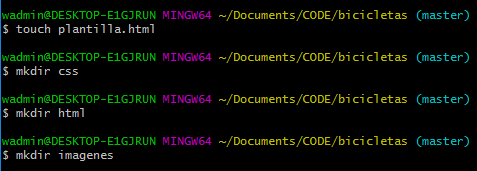 wadmin@DESKTOP-E1GJRUN MINGW64 ~/Documents/CODE/bicicletas (master)
$ touch plantilla.html
wadmin@DESKTOP-E1GJRUN MINGW64 ~/Documents/CODE/bicicletas (master)
$ mkdir css
wadmin@DESKTOP-E1GJRUN MINGW64 ~/Documents/CODE/bicicletas (master)
$ mkdir html
wadmin@DESKTOP-E1GJRUN MINGW64 ~/Documents/CODE/bicicletas (master)
$ mkdir imagenes